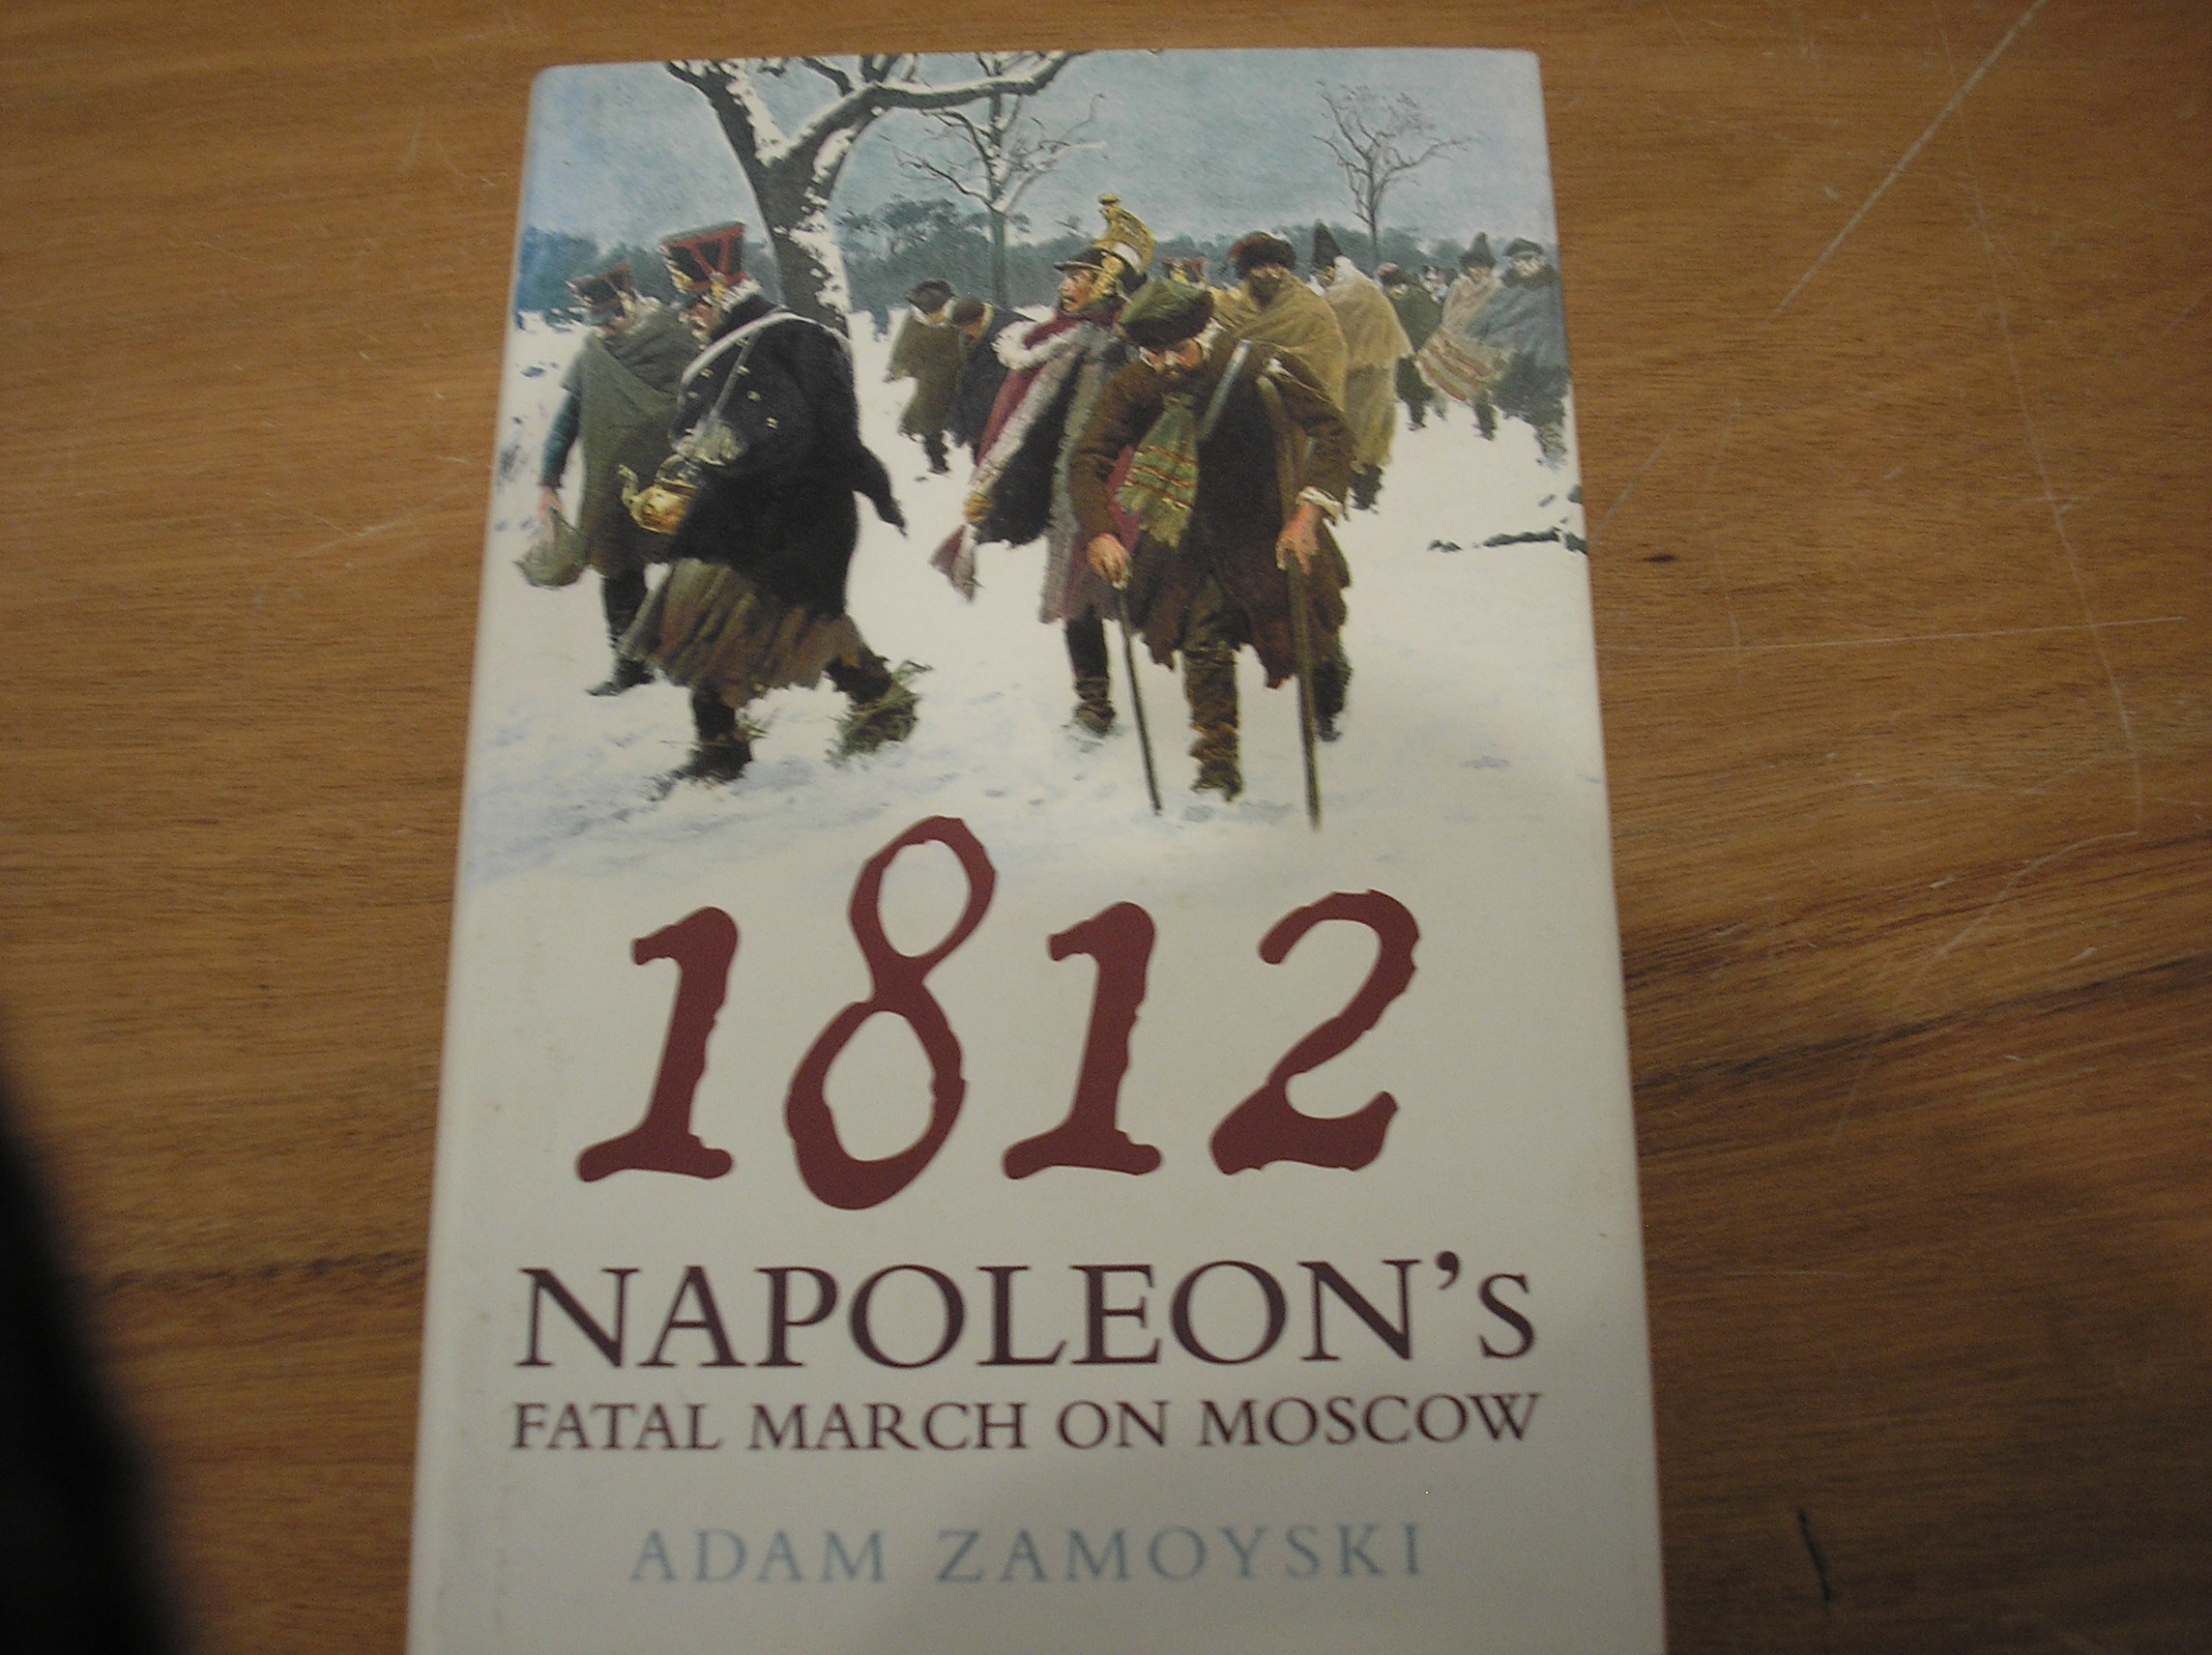 1812
NAPOLEON's
FATAL MARCH ON MOSCOW
ADAM ZAMOYSKI